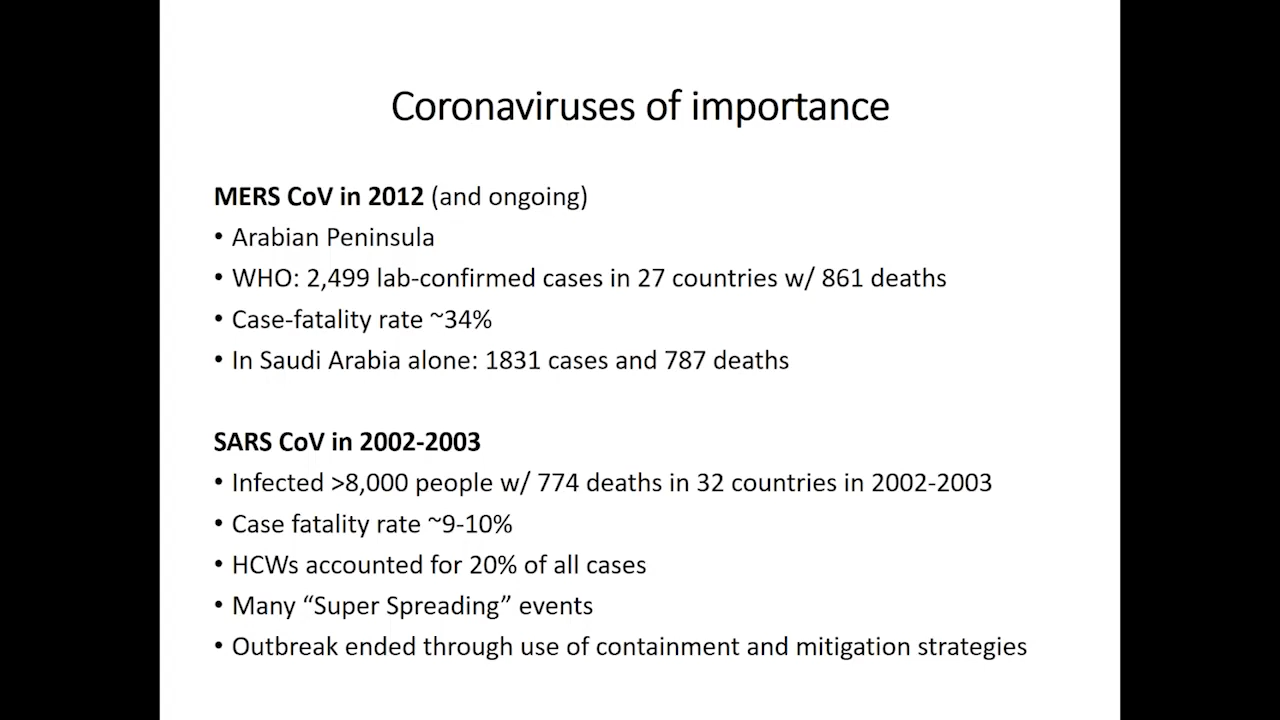 Coronaviruses of importance
MERS CoV in 2012 (and ongoing)
• Arabian Peninsula
• WHO: 2,499 lab-confirmed cases in 27 countries w/ 861 deaths
• Case-fatality rate ~34%
• In Saudi Arabia alone: 1831 cases and 787 deaths
SARS CoV in 2002-2003
• Infected >8,000 people w/ 774 deaths in 32 countries in 2002-2003
• Case fatality rate ~9-10%
• HCWs accounted for 20% of all cases
• Many “Super Spreading” events
• Outbreak ended through use of containment and mitigation strategies